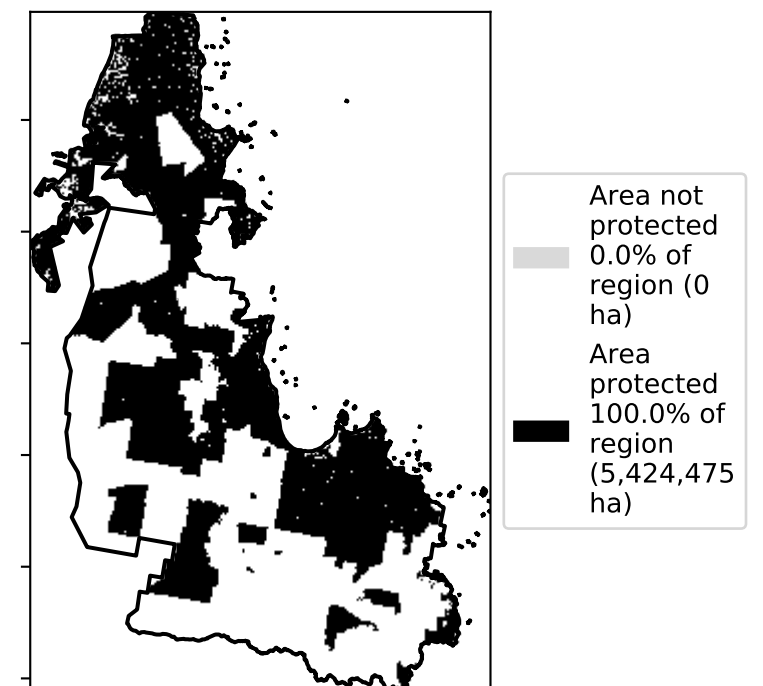 Area not
protected
0.0% of
region (0
ha)
Area
protected
100.0% of
region
(5,424,475
ha)